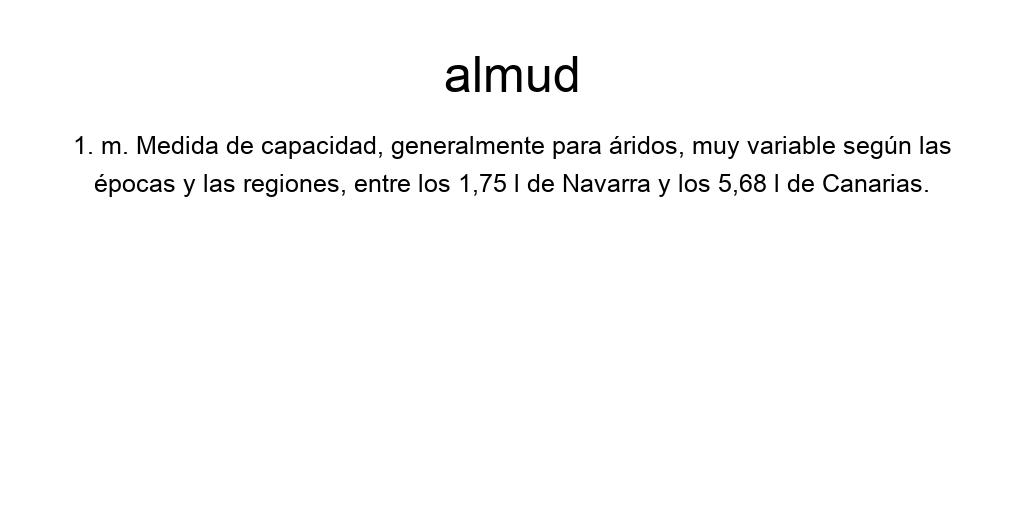 almud
1. m. Medida de capacidad, generalmente para áridos, muy variable según las
épocas y las regiones, entre los 1,75 l de Navarra y los 5,68 l de Canarias.